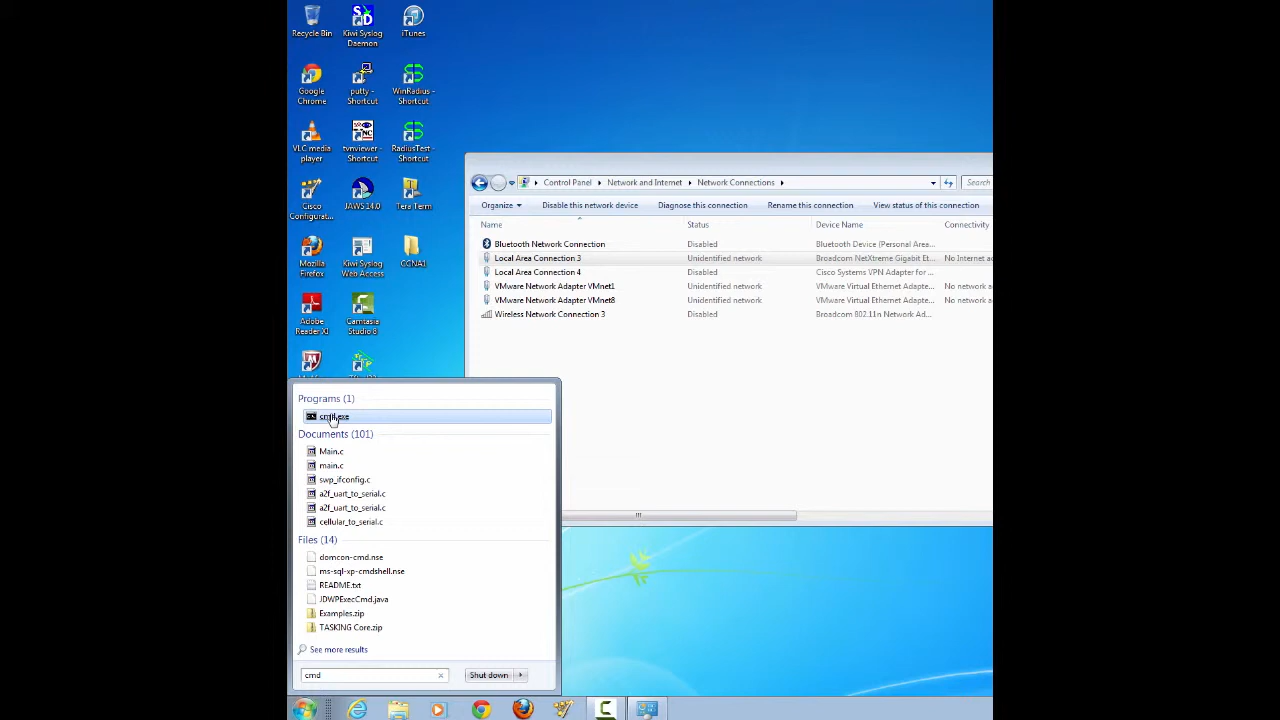 Recycle Bin
Kiwi Syslog
Daemon
iTunes
Google
Chrome
putty -
Shortcut
WinRadius -
Shortcut
VLC media
player
tvnviewer -
Shortcut
RadiusTest -
Shortcut
Cisco
Configurat...
JAWS 14.0
Tera Term
Mozilla
Firefox
Kiwi Syslog
Web Access
CCNA1
Adobe
Reader XI
Camtasia
Studio 8
Control Panel Network and Internet Network Connections Search
Organize Disable this network device Diagnose this connection Rename this connection View status of this connection
Name Status Device Name Connectivity
Bluetooth Network Connection Disabled Bluetooth Device (Personal Area...
Local Area Connection 3 Unidentified network Broadcom NetXtreme Gigabit Et... No Internet ac
Local Area Connection 4 Disabled Cisco Systems VPN Adapter for ...
VMware Network Adapter VMnet1 Unidentified network VMware Virtual Ethernet Adapte... No network a
VMware Network Adapter VMnet8 Unidentified network VMware Virtual Ethernet Adapte... No network a
Wireless Network Connection 3 Disabled Broadcom 802.11n Network Ad...
Programs (1)
cmd.exe
Documents (101)
Main.c
main.c
swp_ifconfig.c
a2f_uart_to_serial.c
a2f_uart_to_serial.c
cellular_to_serial.c
Files (14)
domcon-cmd.nse
ms-sql-xp-cmdshell.nse
README.txt
JDWPExecCmd.java
Examples.zip
TASKING Core.zip
See more results
cmd
Shut down